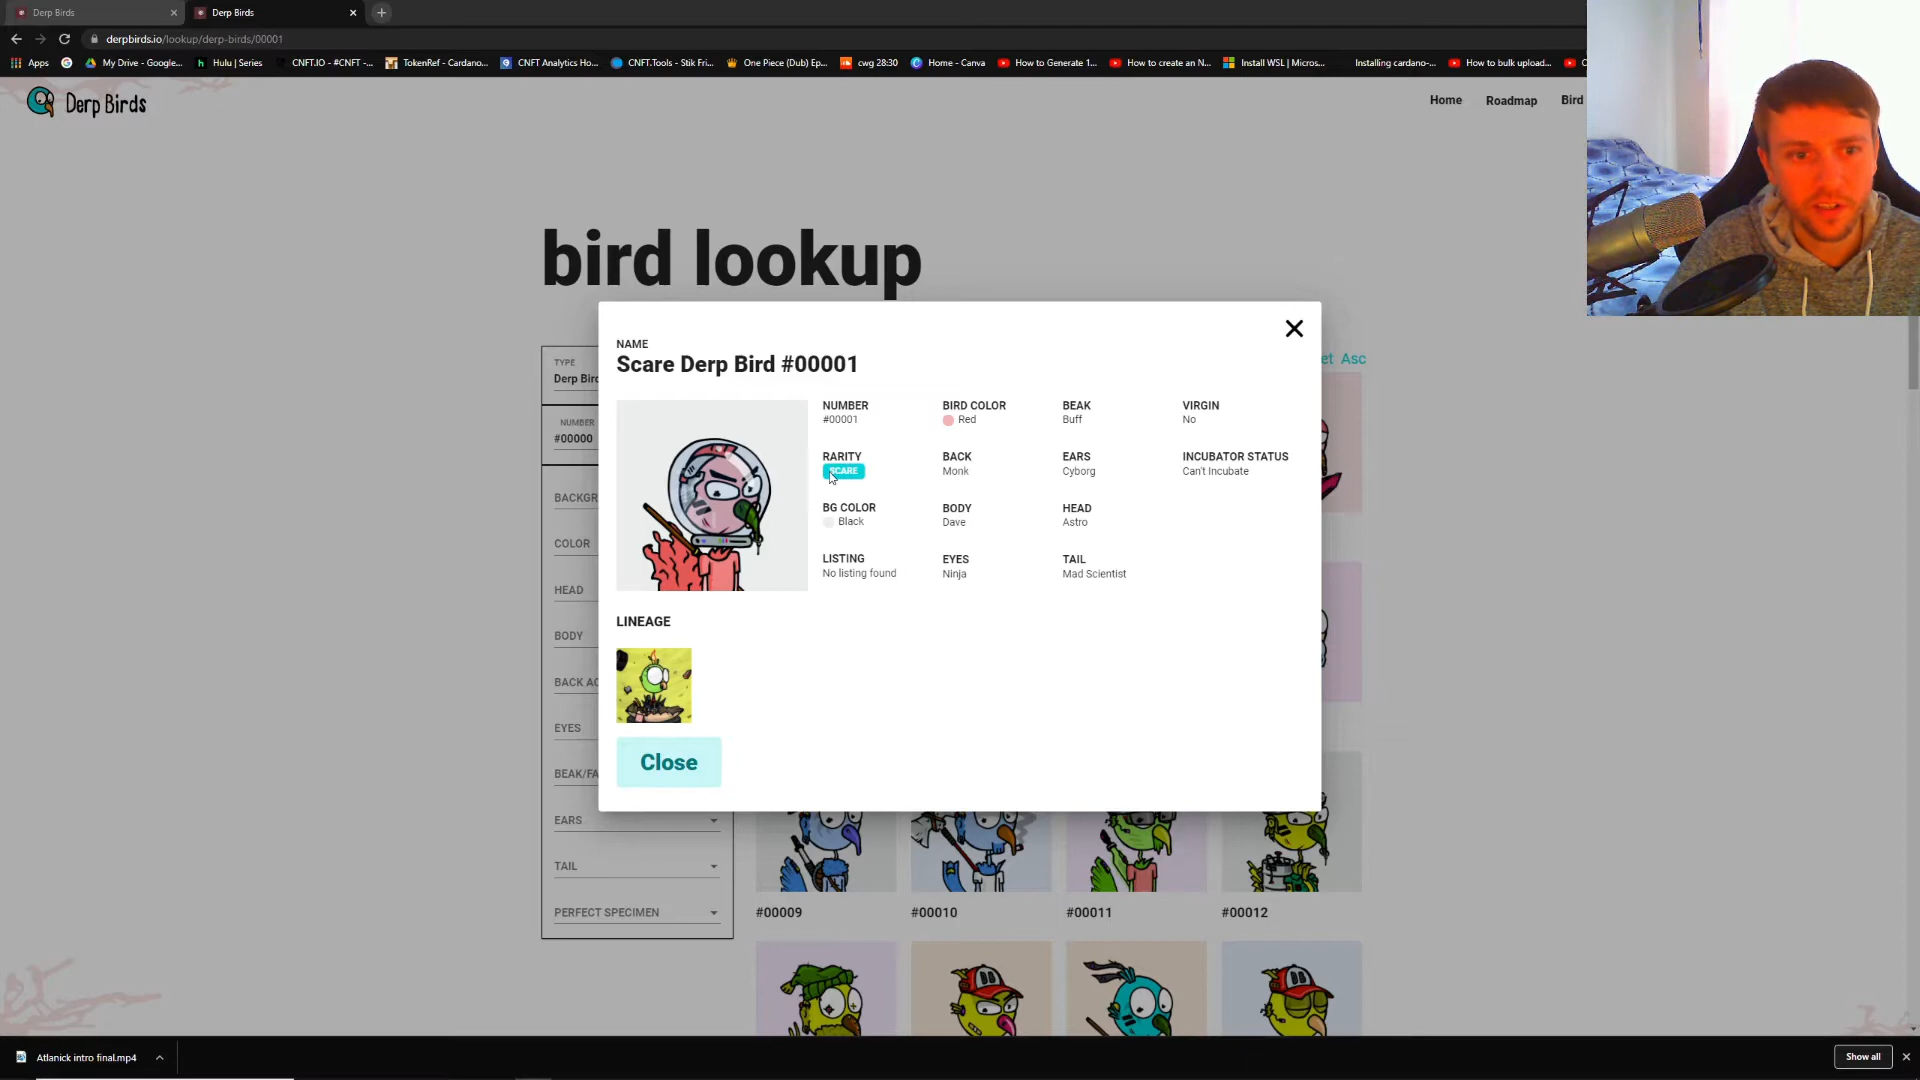 Derp Birds
Derp Birds
derpbirds.io/lookup/derp-birds/00001
Apps
My Drive - Google...
Hulu | Series
CNFT.IO - #CNFT -...
TokenRef - Cardano...
CNFT Analytics Ho...
CNFT.Tools - Stik Fri...
One Piece (Dub) Ep...
cwg 28:30
Home - Canva
How to Generate 1...
How to create an N...
Install WSL | Micros...
Installing cardano-...
How to bulk upload...
Derp Birds
Home
Roadmap
Bird
bird lookup
TYPE
Derp Bird
NUMBER
#00000
BACKGR
COLOR
HEAD
BODY
BACK AC
EYES
BEAK/FA
EARS
TAIL
PERFECT SPECIMEN
et Asc
NAME
Scare Derp Bird #00001
NUMBER
#00001
BIRD COLOR
Red
BEAK
Buff
VIRGIN
No
RARITY
SCARE
BACK
Monk
EARS
Cyborg
INCUBATOR STATUS
Can't Incubate
BG COLOR
Black
BODY
Dave
HEAD
Astro
LISTING
No listing found
EYES
Ninja
TAIL
Mad Scientist
LINEAGE
Close
#00009
#00010
#00011
#00012
Atlanick intro final.mp4
Show all